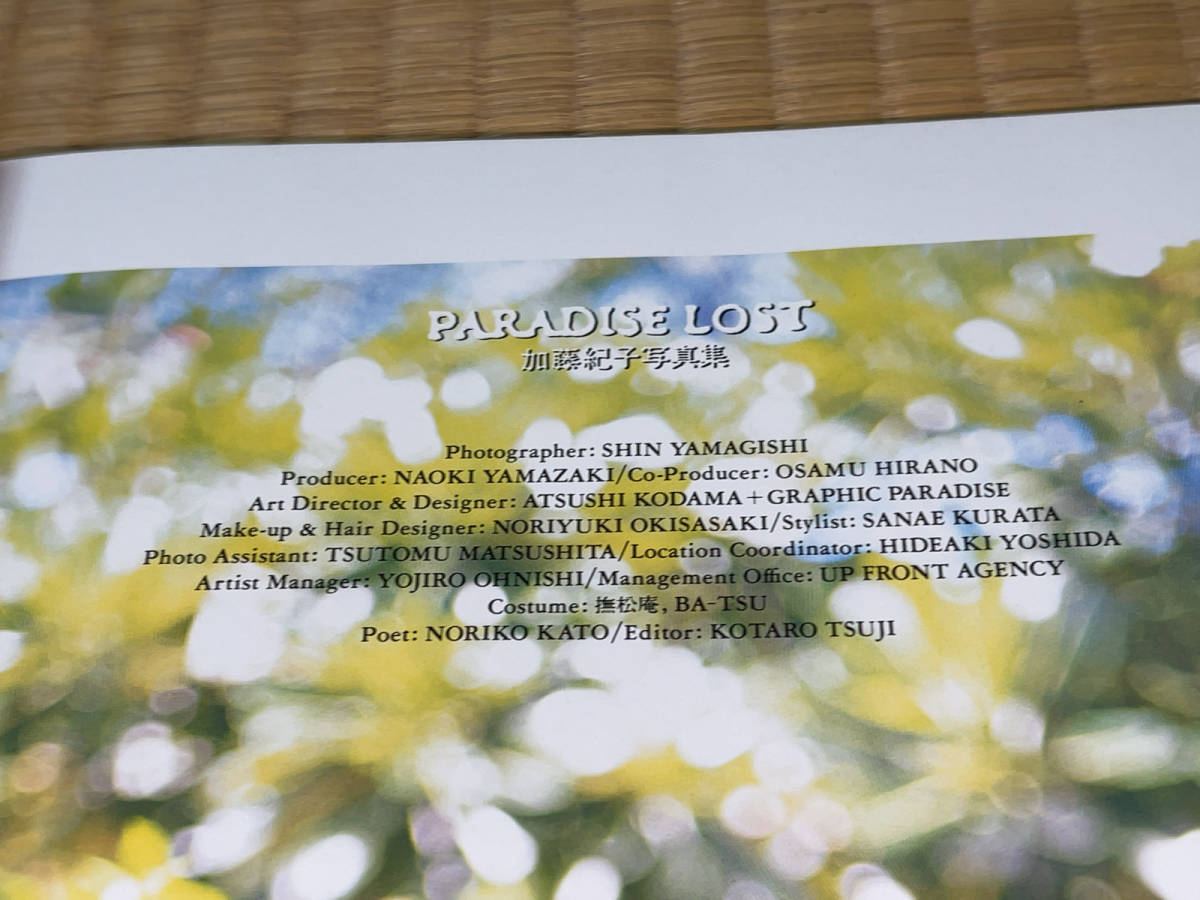 PARADISE LOST
加藤紀子写真集
Photographer: SHIN YAMAGISHI
Producer: NAOKI YAMAZAKI/Co-Producer: OSAMU HIRANO
Art Director & Designer: ATSUSHI KODAMA+GRAPHIC PARADISE
Make-up & Hair Designer: NORIYUKI OKISASAKI/Stylist: SANAE KURATA
Photo Assistant: TSUTOMU MATSUSHITA/Location Coordinator: HIDEAKI YOSHIDA
Artist Manager: YOJIRO OHNISHI/Management Office: UP FRONT AGENCY
Costume: 撫松庵, BA-TSU
Poet: NORIKO KATO/Editor: KOTARO TSUJI